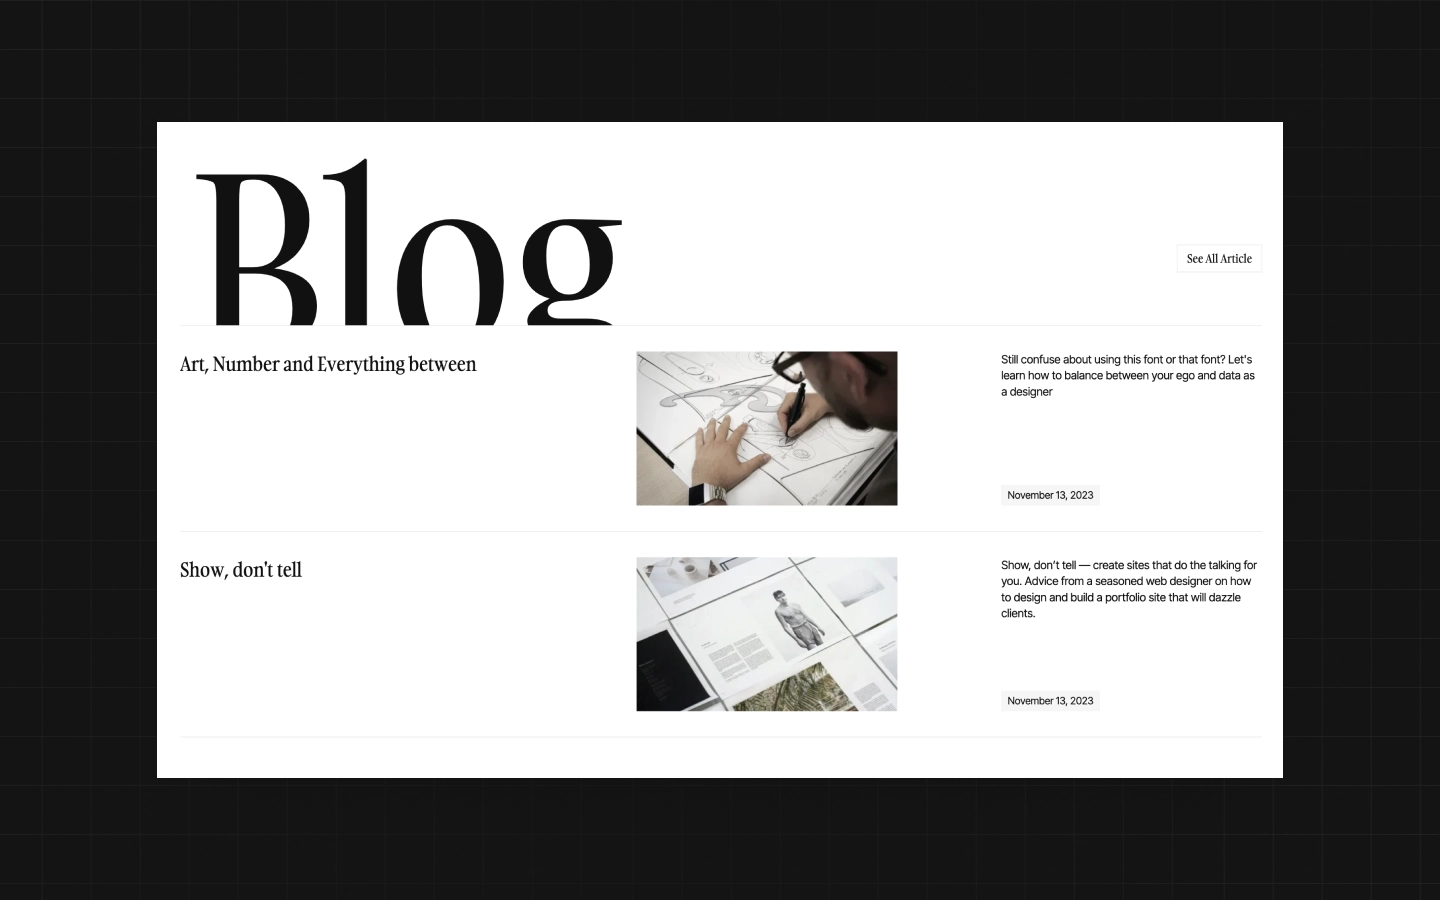 Blog
See All Article
Art, Number and Everything between
Still confuse about using this font or that font? Let's
learn how to balance between your ego and data as
a designer
November 13, 2023
Show, don't tell
Show, don’t tell — create sites that do the talking for
you. Advice from a seasoned web designer on how
to design and build a portfolio site that will dazzle
clients.
November 13, 2023